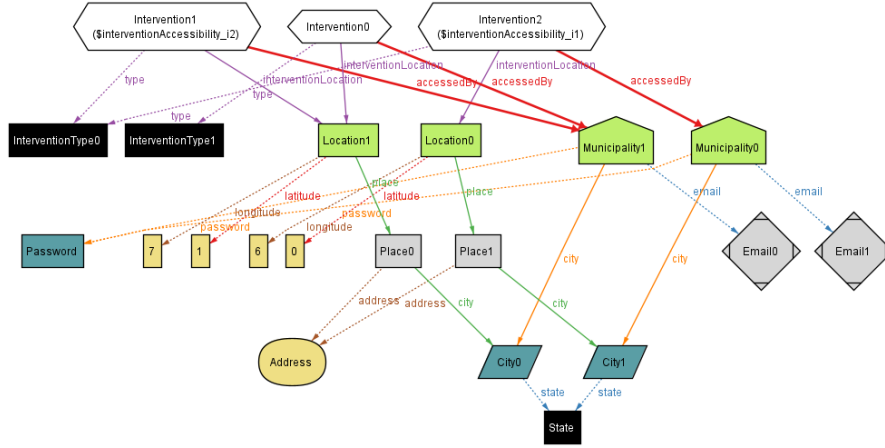 Intervention1
($interventionAccessibility_i2)
Intervention0
Intervention2
($interventionAccessibility_i1)
interventionLocation
interventionLocation
accessedBy
accessedBy
accessedBy
type
type
type
InterventionType0
InterventionType1
Location1
Location0
Municipality1
Municipality0
place
place
latitude
latitude
email
email
longitude
longitude
password
password
Password
7
1
6
0
Place0
Place1
Email0
Email1
city
city
address
address
city
city
Address
City0
City1
state
state
State